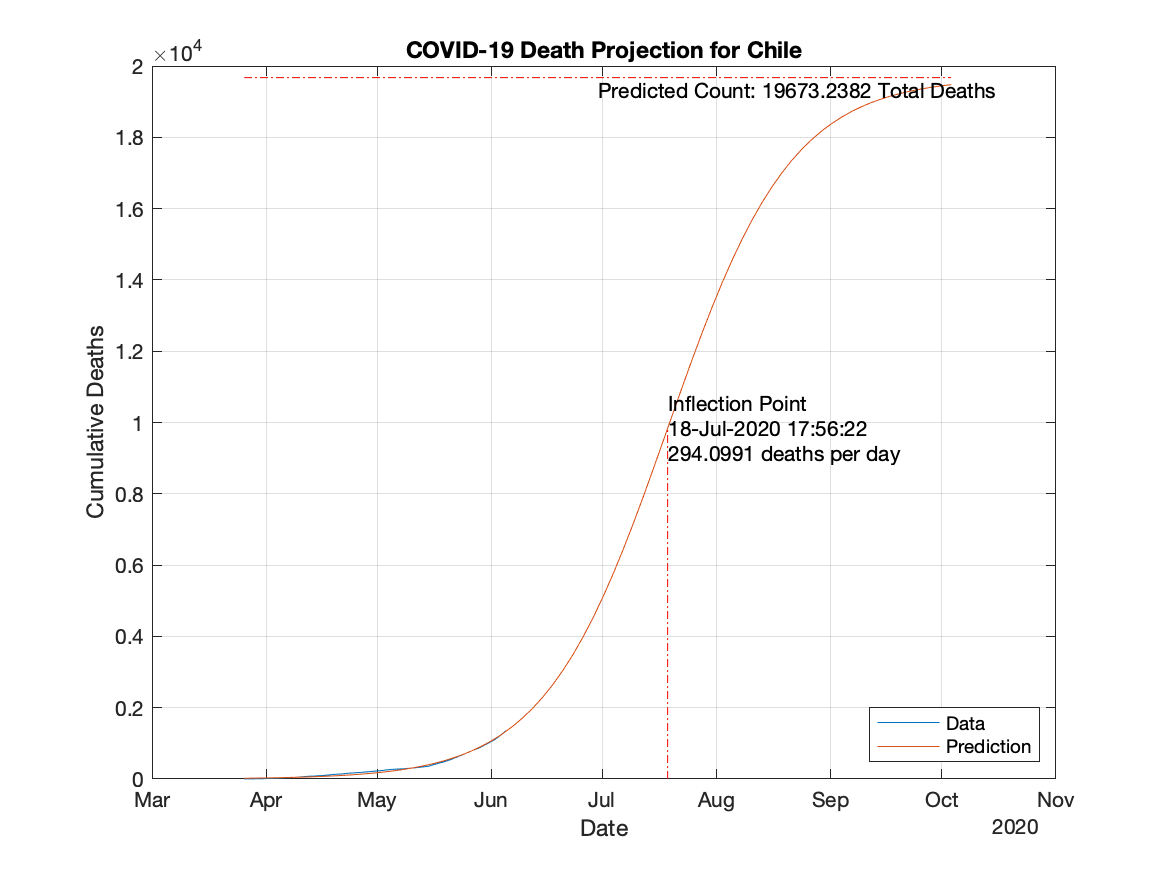 COVID-19 Death Projection for Chile
×10⁴
2
1.8
1.6
1.4
1.2
1
0.8
0.6
0.4
0.2
0
Cumulative Deaths
Predicted Count: 19673.2382 Total Deaths
Inflection Point
18-Jul-2020 17:56:22
294.0991 deaths per day
Data
Prediction
Mar Apr May Jun Jul Aug Sep Oct Nov
Date
2020